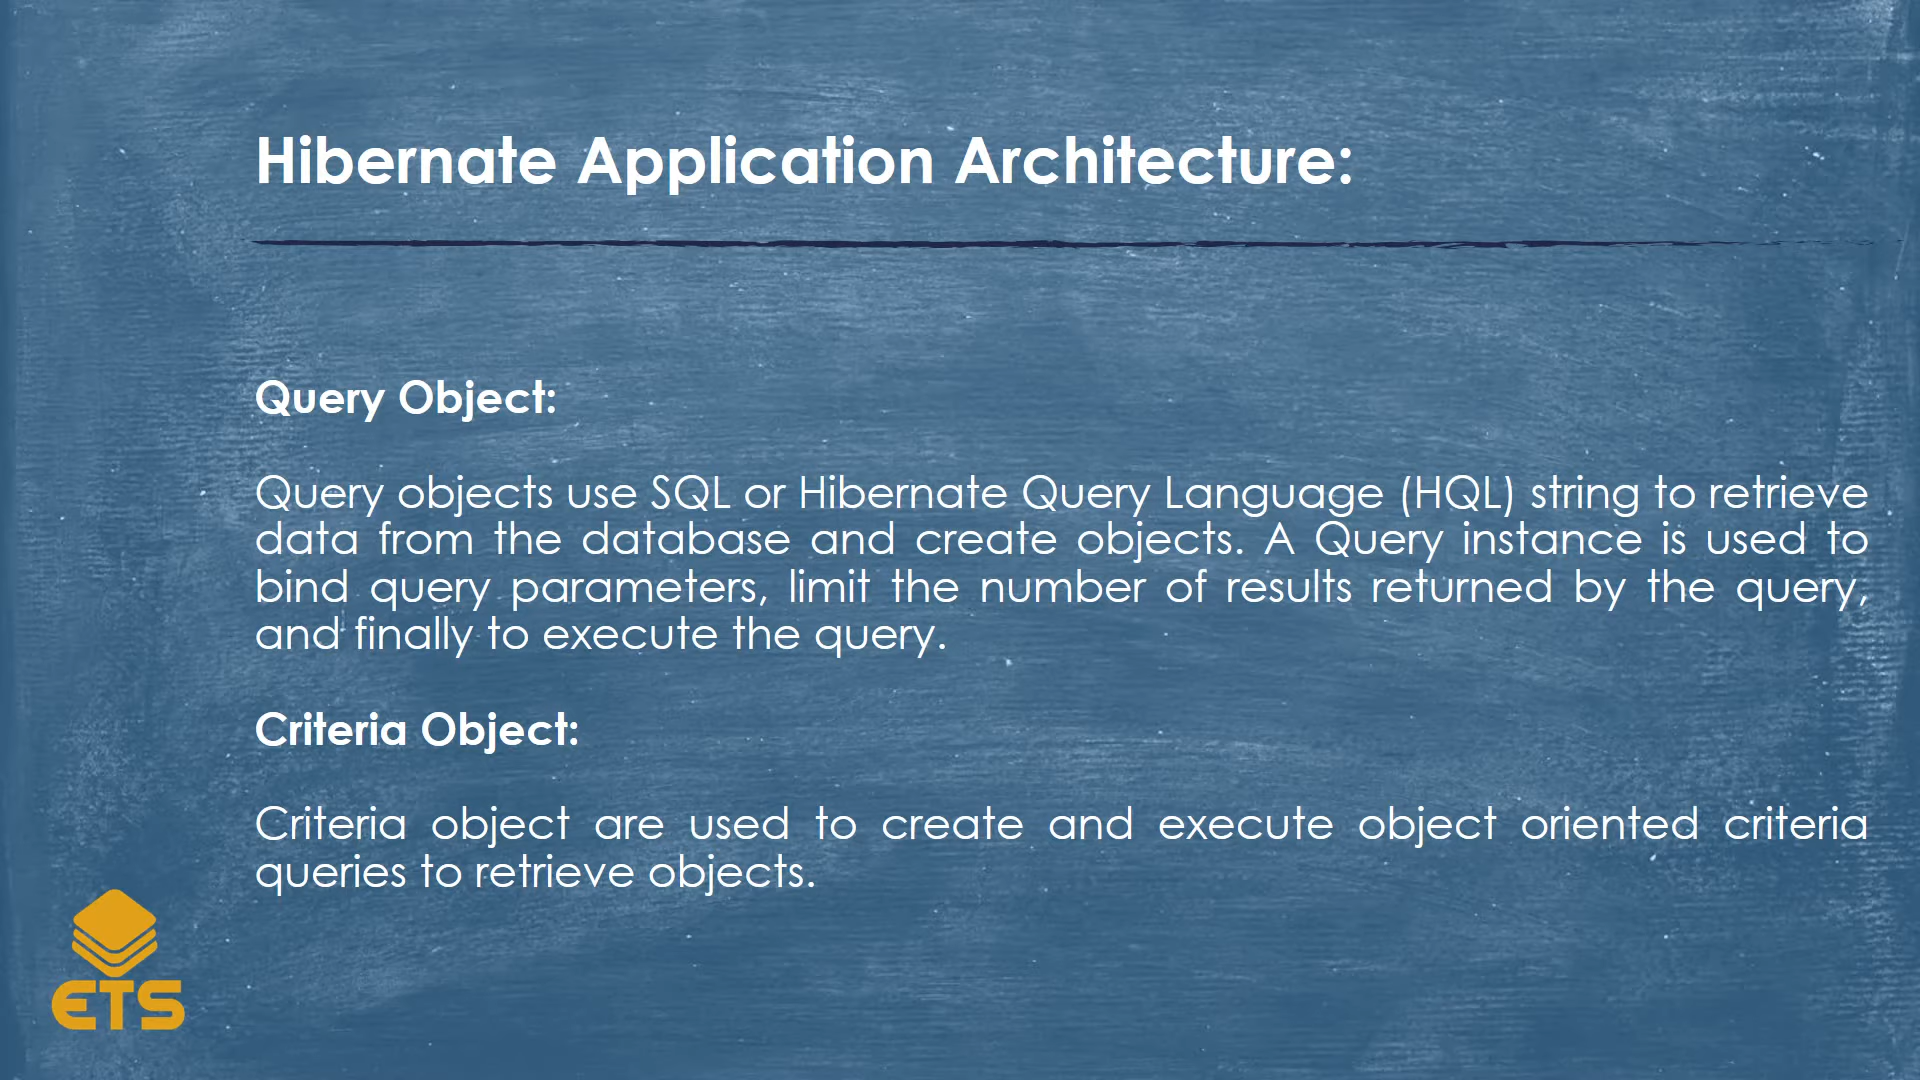 Hibernate Application Architecture:
Query Object:
Query objects use SQL or Hibernate Query Language (HQL) string to retrieve
data from the database and create objects. A Query instance is used to
bind query parameters, limit the number of results returned by the query,
and finally to execute the query.
Criteria Object:
Criteria object are used to create and execute object oriented criteria
queries to retrieve objects.
ETS